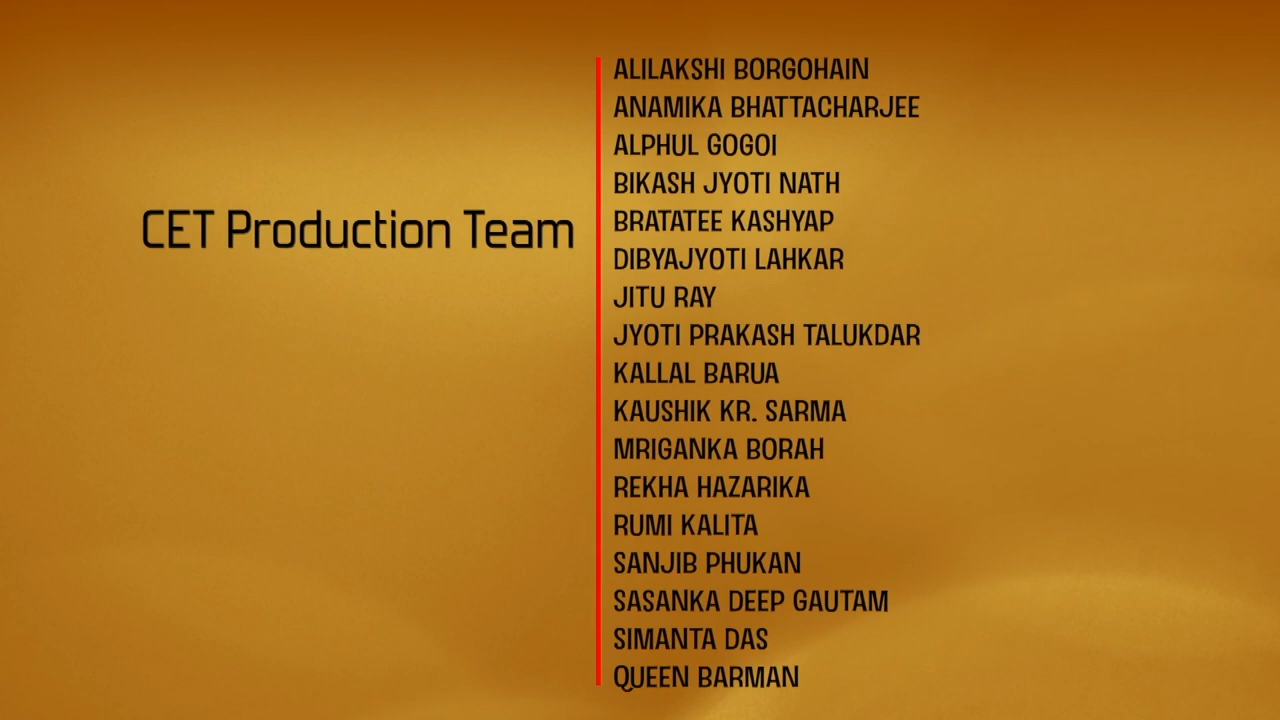 CET Production Team
ALILAKSHI BORGOHAIN
ANAMIKA BHATTACHARJEE
ALPHUL GOGOI
BIKASH JYOTI NATH
BRATATEE KASHYAP
DIBYAJYOTI LAHKAR
JITU RAY
JYOTI PRAKASH TALUKDAR
KALLAL BARUA
KAUSHIK KR. SARMA
MRIGANKA BORAH
REKHA HAZARIKA
RUMI KALITA
SANJIB PHUKAN
SASANKA DEEP GAUTAM
SIMANTA DAS
QUEEN BARMAN